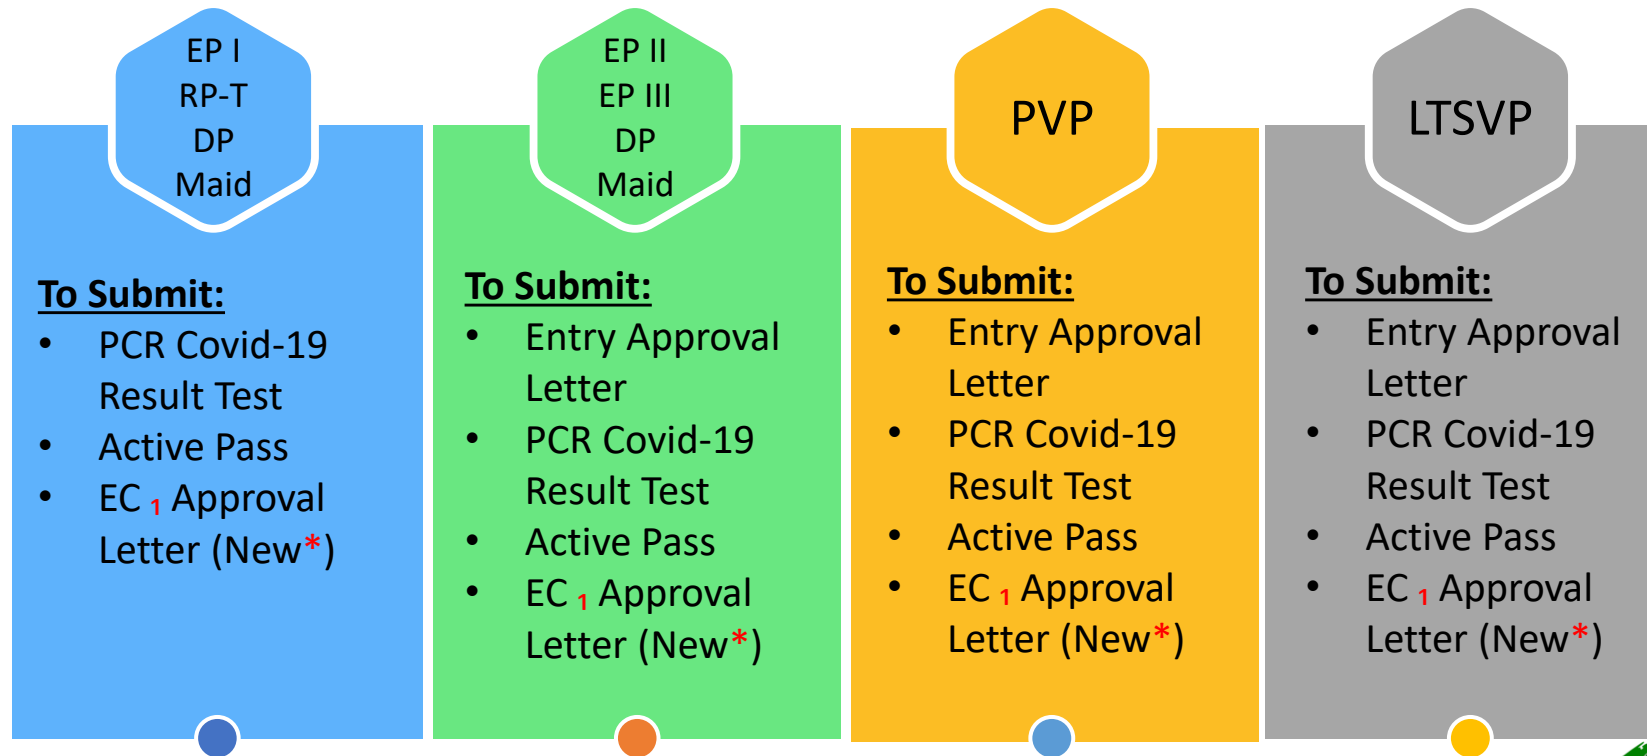 EP I
RP-T
DP
Maid
To Submit:
• PCR Covid-19
Result Test
• Active Pass
• EC 1 Approval
Letter (New*)
EP II
EP III
DP
Maid
To Submit:
• Entry Approval
Letter
• PCR Covid-19
Result Test
• Active Pass
• EC 1 Approval
Letter (New*)
PVP
To Submit:
• Entry Approval
Letter
• PCR Covid-19
Result Test
• Active Pass
• EC 1 Approval
Letter (New*)
LTSVP
To Submit:
• Entry Approval
Letter
• PCR Covid-19
Result Test
• Active Pass
• EC 1 Approval
Letter (New*)